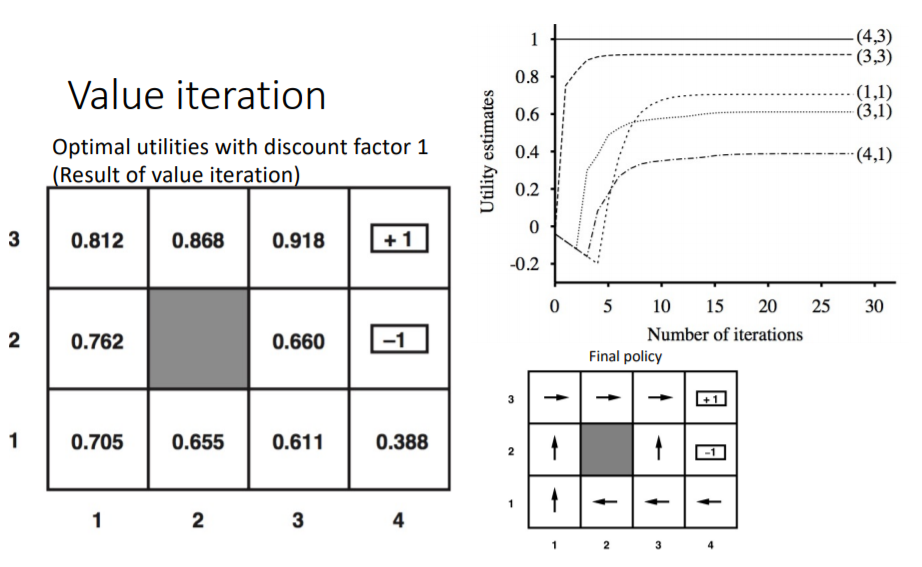 Value iteration
Optimal utilities with discount factor 1
(Result of value iteration)
3 0.812 0.868 0.918 +1
2 0.762 0.660 –1
1 0.705 0.655 0.611 0.388
1 2 3 4
Utility estimates
1
0.8
0.6
0.4
0.2
0
-0.2
(4,3)
(3,3)
(1,1)
(3,1)
(4,1)
0 5 10 15 20 25 30
Number of iterations
Final policy
3 +1
2 –1
1
1 2 3 4